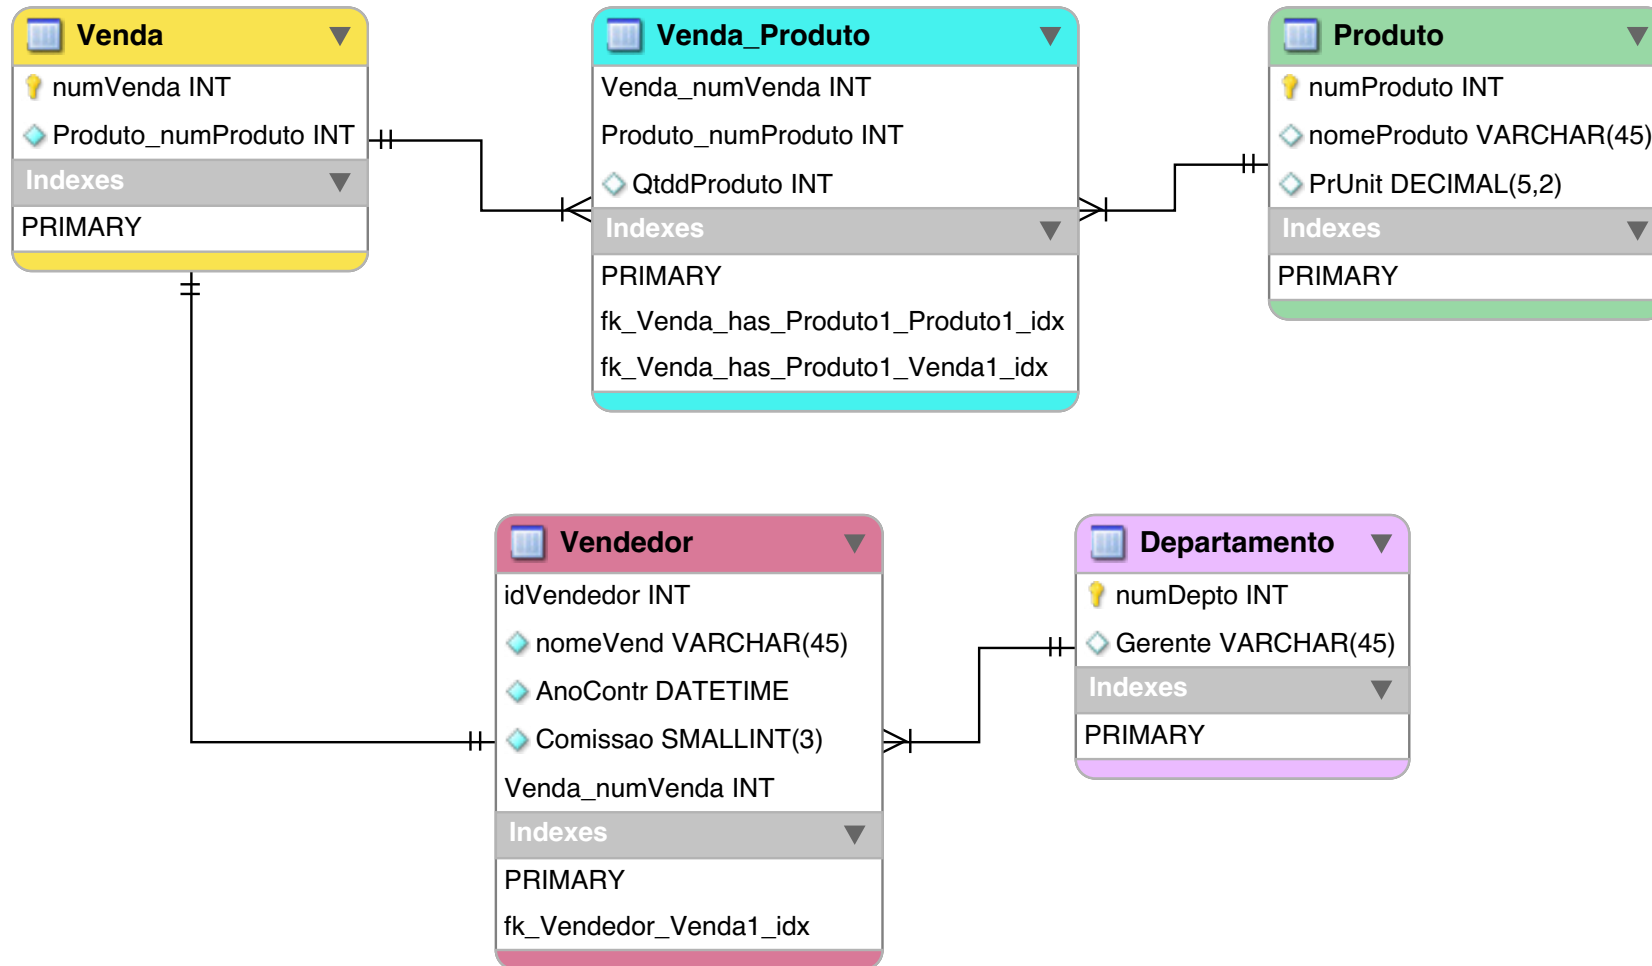 Venda
numVenda INT
Produto_numProduto INT
Indexes
PRIMARY
Venda_Produto
Venda_numVenda INT
Produto_numProduto INT
QtddProduto INT
Indexes
PRIMARY
fk_Venda_has_Produto1_Produto1_idx
fk_Venda_has_Produto1_Venda1_idx
Produto
numProduto INT
nomeProduto VARCHAR(45)
PrUnit DECIMAL(5,2)
Indexes
PRIMARY
Vendedor
idVendedor INT
nomeVend VARCHAR(45)
AnoContr DATETIME
Comissao SMALLINT(3)
Venda_numVenda INT
Indexes
PRIMARY
fk_Vendedor_Venda1_idx
Departamento
numDepto INT
Gerente VARCHAR(45)
Indexes
PRIMARY